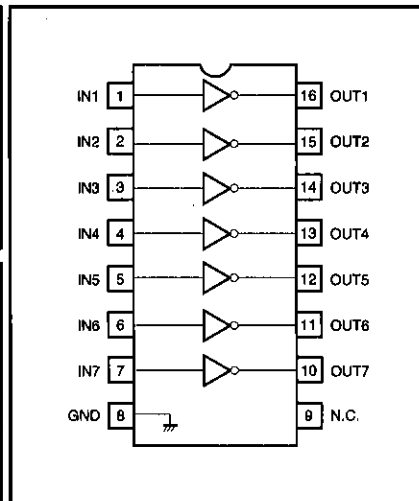 IN1 1 16 OUT1
IN2 2 15 OUT2
IN3 3 14 OUT3
IN4 4 13 OUT4
IN5 5 12 OUT5
IN6 6 11 OUT6
IN7 7 10 OUT7
GND 8 9 N.C.